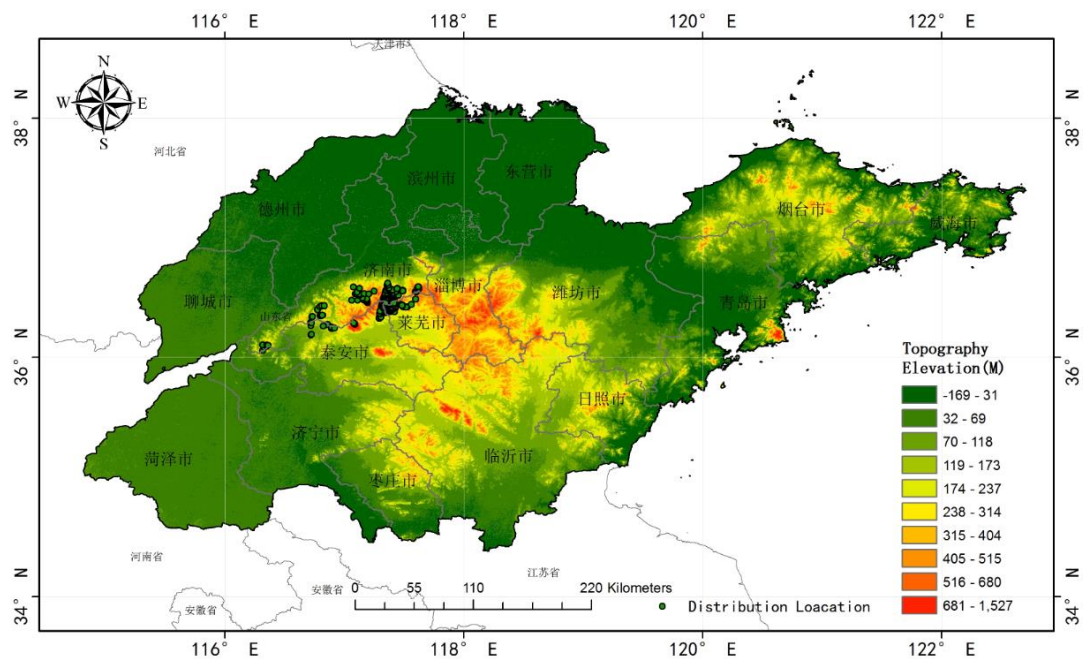 116° E 118° E 120° E 122° E
天津市
N
W E
S
38° N
38° N
河北省
滨州市
东营市
德州市
烟台市
威海市
济南市
淄博市
潍坊市
聊城市
山东省
莱芜市
青岛市
泰安市
36° N
36° N
Topography
Elevation(M)
-169 - 31
32 - 69
70 - 118
119 - 173
174 - 237
238 - 314
315 - 404
405 - 515
516 - 680
681 - 1,527
日照市
济宁市
菏泽市
临沂市
枣庄市
河南省
江苏省
安徽省
安徽省
0 55 110 220 Kilometers
Distribution Loacation
34° N
34° N
116° E 118° E 120° E 122° E